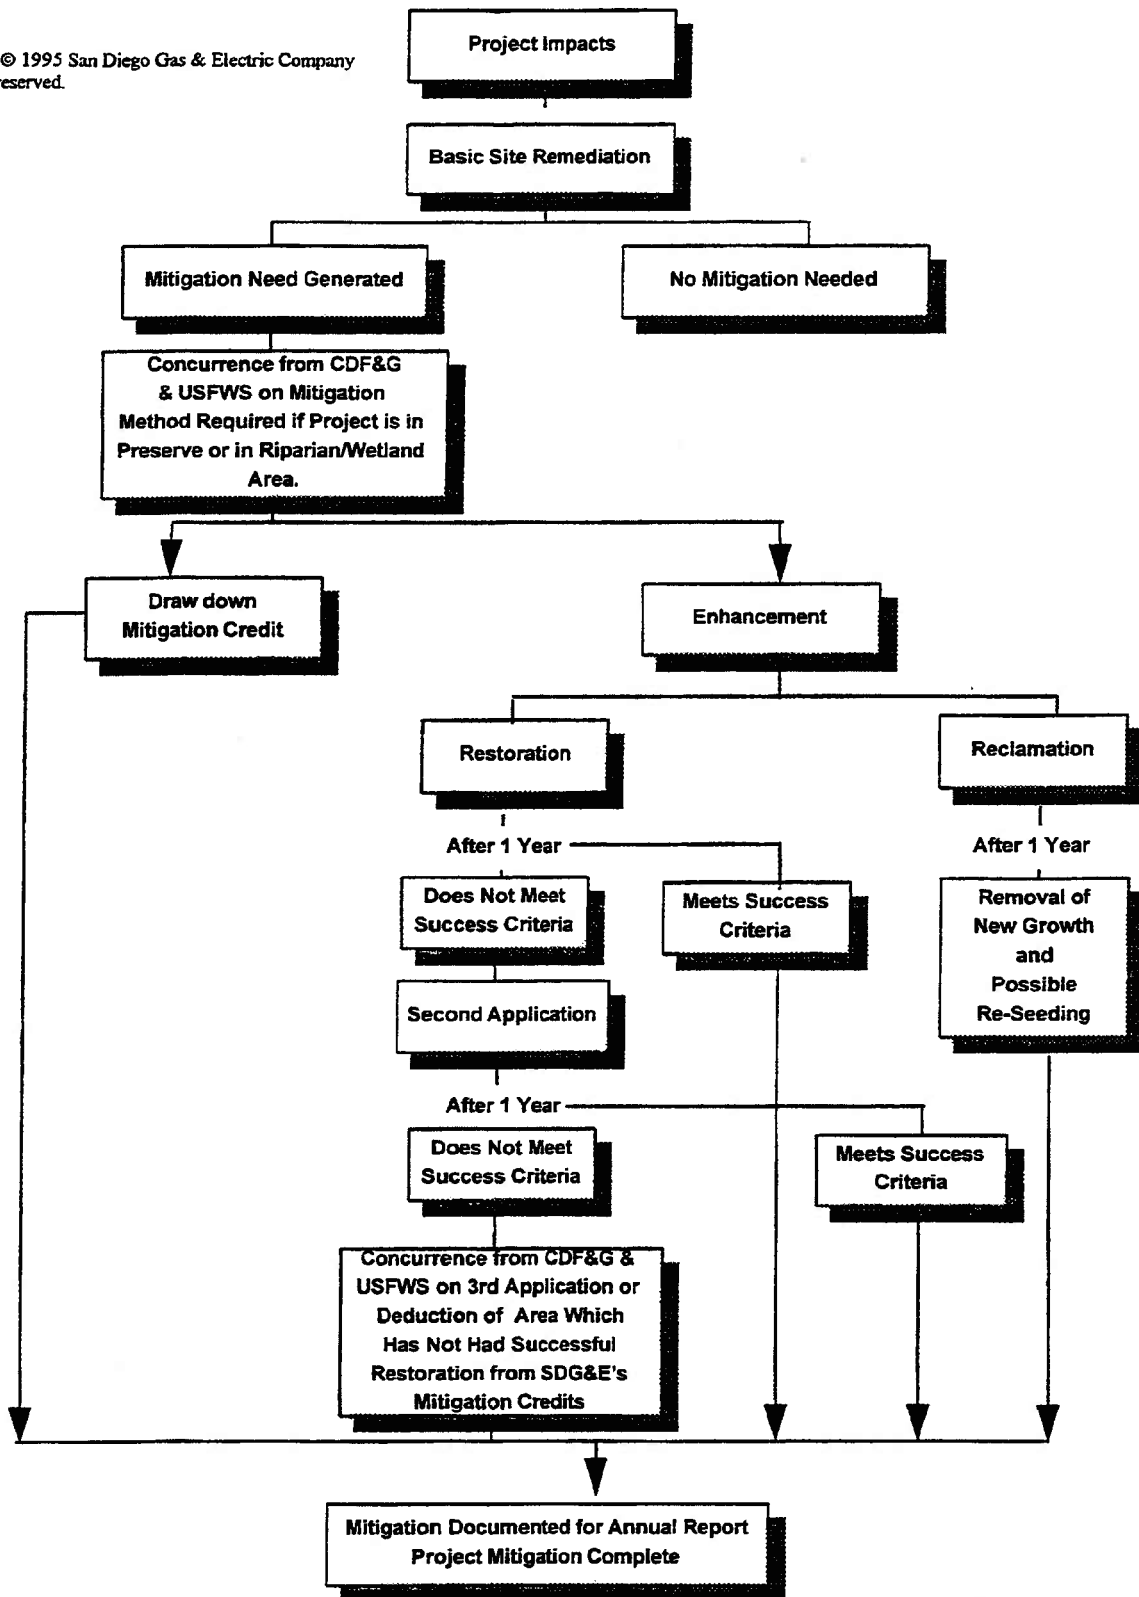 Project Impacts
© 1995 San Diego Gas & Electric Company
eserved.
Basic Site Remediation
Mitigation Need Generated
No Mitigation Needed
Concurrence from CDF&G
& USFWS on Mitigation
Method Required if Project is in
Preserve or in Riparian/Wetland
Area.
Draw down
Mitigation Credit
Enhancement
Restoration
Reclamation
After 1 Year
After 1 Year
Does Not Meet
Success Criteria
Meets Success
Criteria
Removal of
New Growth
and
Possible
Re-Seeding
Second Application
After 1 Year
Does Not Meet
Success Criteria
Meets Success
Criteria
Concurrence from CDF&G &
USFWS on 3rd Application or
Deduction of Area Which
Has Not Had Successful
Restoration from SDG&E's
Mitigation Credits
Mitigation Documented for Annual Report
Project Mitigation Complete